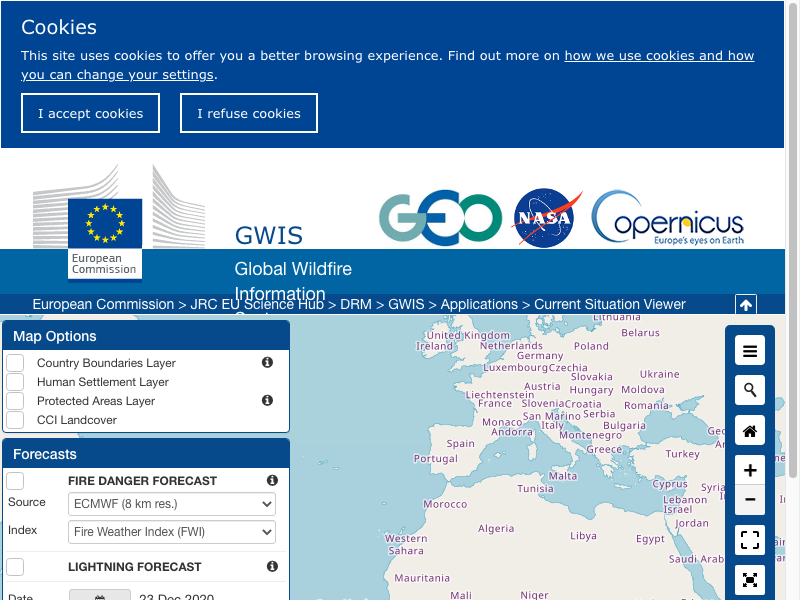 Cookies
This site uses cookies to offer you a better browsing experience. Find out more on how we use cookies and how
you can change your settings.
I accept cookies
I refuse cookies
European
Commission
GWIS
GEO
NASA
opernicus
Europe's eyes on Earth
Global Wildfire
Information
European Commission > JRC EU Science Hub > DRM > GWIS > Applications > Current Situation Viewer
Map Options
Country Boundaries Layer
Human Settlement Layer
Protected Areas Layer
CCI Landcover
Forecasts
FIRE DANGER FORECAST
Source
ECMWF (8 km res.)
Index
Fire Weather Index (FWI)
LIGHTNING FORECAST
Date
23 Dec 2020
Lithuania
United Kingdom
Belarus
Ireland
Netherlands
Poland
Germany
Luxembourg
Czechia
Slovakia
Ukraine
Austria
Hungary
Moldova
Liechtenstein
France
Slovenia
Croatia
Romania
San Marino
Serbia
Monaco
Italy
Bulgaria
Andorra
Montenegro
Spain
Greece
Portugal
Turkey
Malta
Tunisia
Cyprus
Syria
Lebanon
Morocco
Israel
Jordan
Algeria
Western
Sahara
Libya
Egypt
Saudi Arab
Mauritania
Mali
Niger